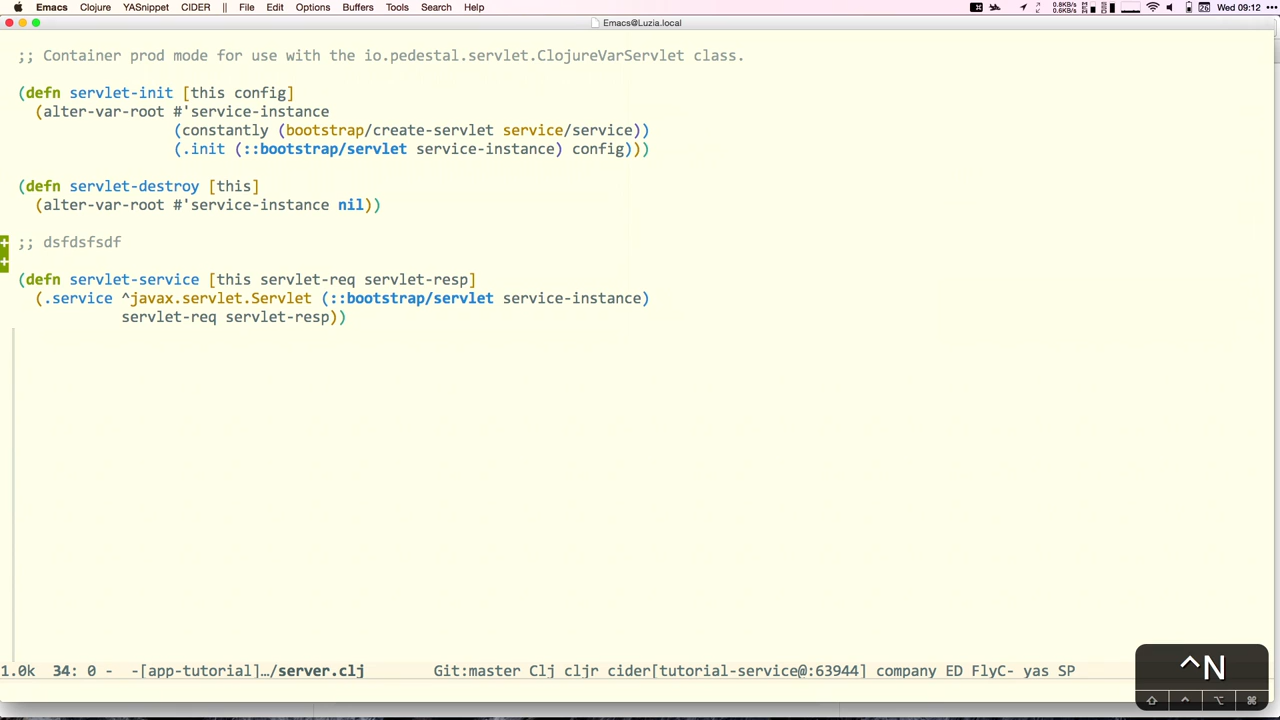 Emacs Clojure YASnippet CIDER || File Edit Options Buffers Tools Search Help 0.8KB/s 0.6KB/s 26 Wed 09:12
Emacs@Luzia.local
;; Container prod mode for use with the io.pedestal.servlet.ClojureVarServlet class.
(defn servlet-init [this config]
(alter-var-root #'service-instance
(constantly (bootstrap/create-servlet service/service))
(.init (::bootstrap/servlet service-instance) config)))
(defn servlet-destroy [this]
(alter-var-root #'service-instance nil))
+ ;; dsfdsfsdf
+
(defn servlet-service [this servlet-req servlet-resp]
(.service ^javax.servlet.Servlet (::bootstrap/servlet service-instance)
servlet-req servlet-resp))
1.0k 34: 0 - -[app-tutorial]…/server.clj Git:master Clj cljr cider[tutorial-service@:63944] company ED FlyC- yas SP
^N
⇧ ^ ⌥ ⌘